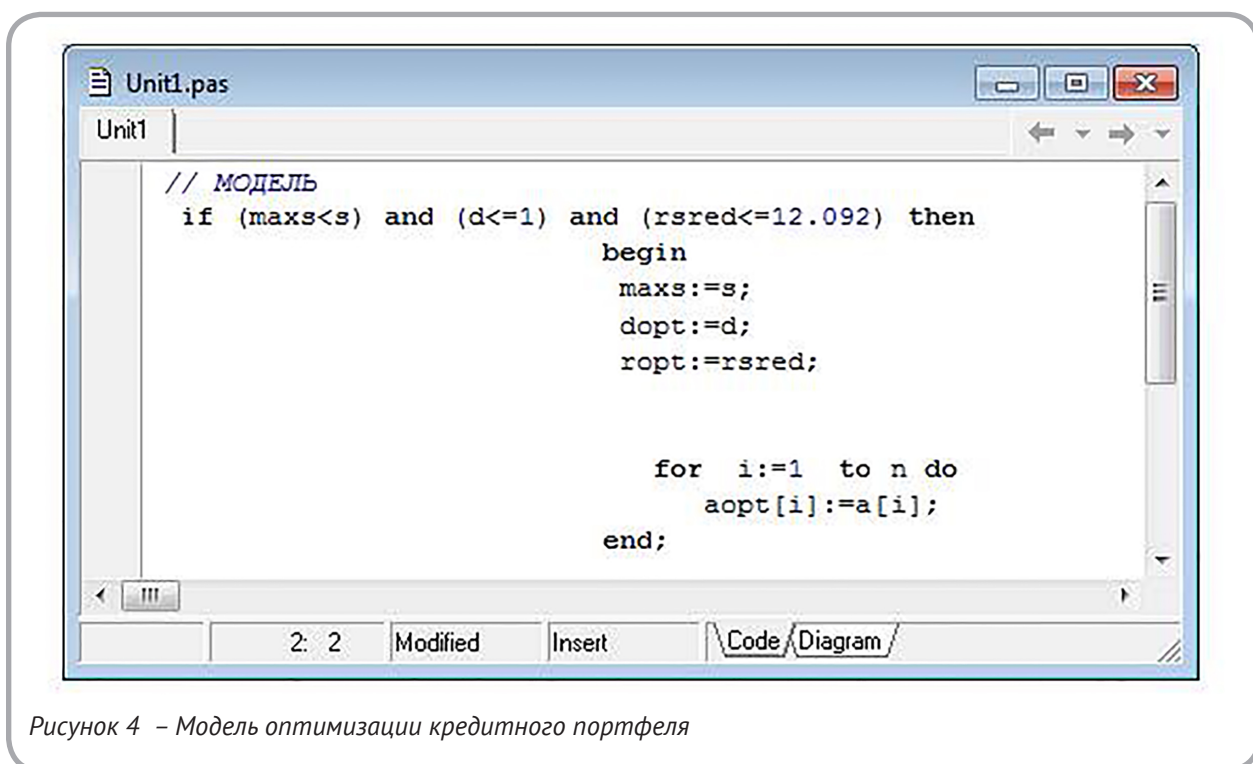 Unit1.pas
Unit1
// МОДЕЛЬ
if (maxs<s) and (d<=1) and (rsred<=12.092) then
begin
maxs:=s;
dopt:=d;
ropt:=rsred;
for i:=1 to n do
aopt[i]:=a[i];
end;
2: 2 Modified Insert Code Diagram
Рисунок 4 – Модель оптимизации кредитного портфеля